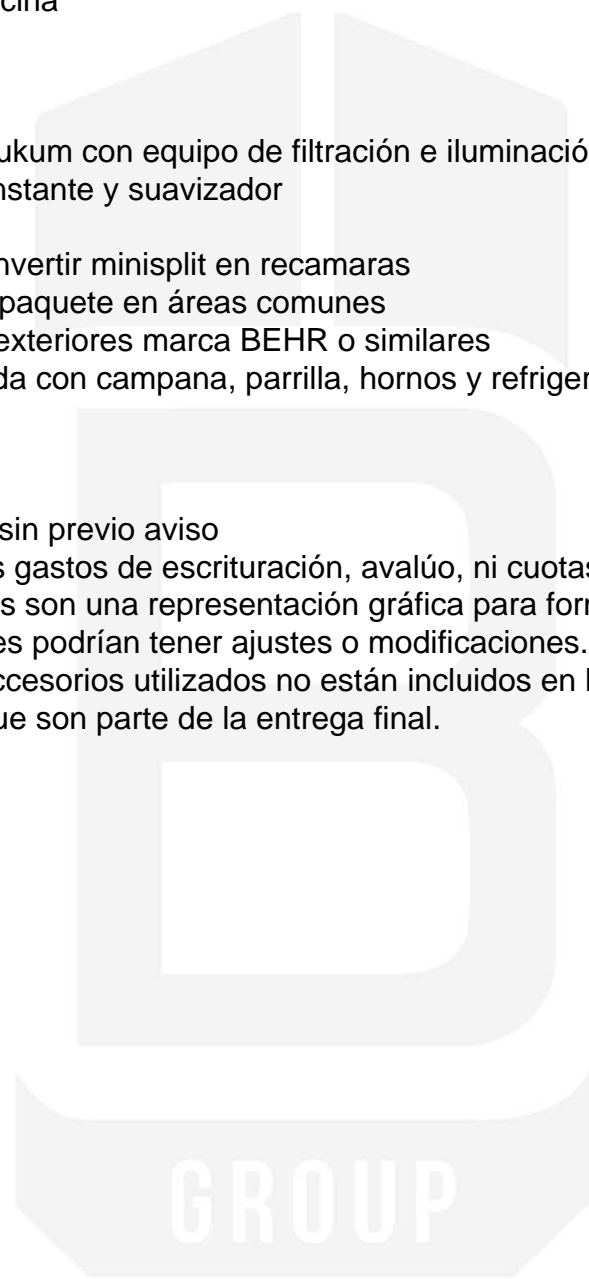 cina
ukum con equipo de filtración e iluminació
nstante y suavizador
nvertir minisplit en recamaras
paquete en áreas comunes
exteriores marca BEHR o similares
da con campana, parrilla, hornos y refriger
sin previo aviso
s gastos de escrituración, avalúo, ni cuotas
s son una representación gráfica para forr
es podrían tener ajustes o modificaciones.
ccesorios utilizados no están incluidos en l
ue son parte de la entrega final.
B
GROUP